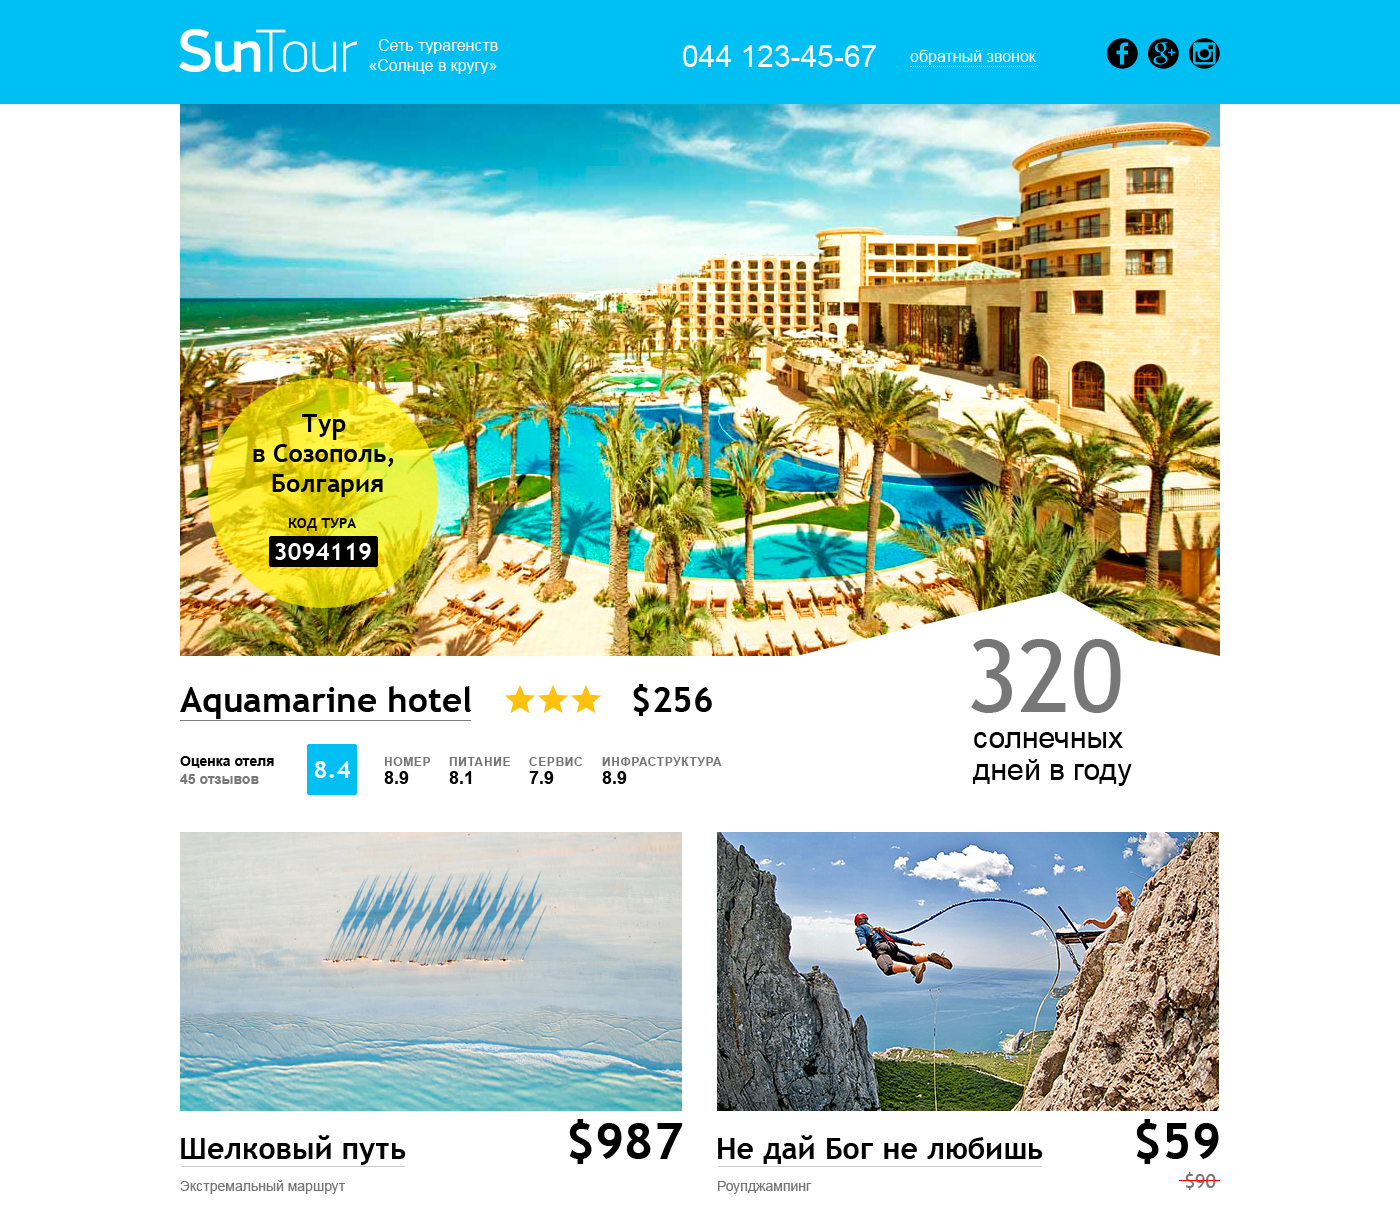 SunTour
Сеть турагенств
«Солнце в кругу»
044 123-45-67
обратный звонок
Тур
в Созополь,
Болгария
КОД ТУРА
3094119
320
солнечных
дней в году
Aquamarine hotel
$256
Оценка отеля
45 отзывов
8.4
НОМЕР
8.9
ПИТАНИЕ
8.1
СЕРВИС
7.9
ИНФРАСТРУКТУРА
8.9
Шелковый путь
$987
Экстремальный маршрут
Не дай Бог не любишь
$59
Роупджампинг
$90